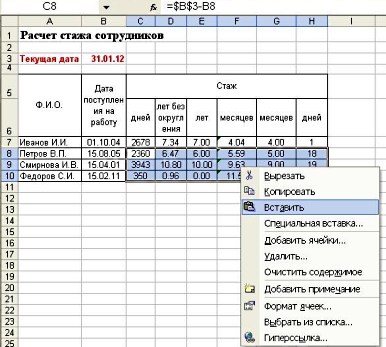 C8 fx =$B$3-B8
A B C D E F G H
1 Расчет стажа сотрудников
2
3 Текущая дата 31.01.12
4
5 Ф.И.О. Дата поступлен ия на работу Стаж
6 дней лет без округл ения лет месяцев месяцев дней
7 Иванов И.И. 01.10.04 2678 7.34 7.00 4.04 4.00 1
8 Петров В.П. 15.08.05 2360 6.47 6.00 5.59 5.00 18
9 Смирнова И.В. 15.04.01 3943 10.80 10.00 9.63 9.00 19
10 Федоров С.И. 15.02.11 350 0.96 0.00
11
12
13
14
15
16
17
18
19
20
21
22
23
24
25
Вырезать
Копировать
Вставить
Специальная вставка...
Добавить ячейки...
Удалить...
Очистить содержимое
Добавить примечание
Формат ячеек...
Выбрать из списка...
Гиперссылка...